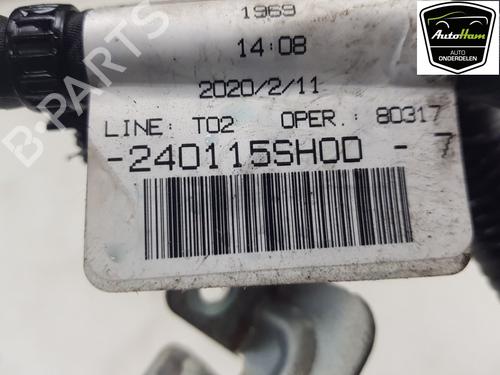 1969
14:08
2020/2/11
LINE: T02 OPER.: 80317
-240115SH0D - 7
B-PARTS
AutoHam
AUTO
ONDERDELEN